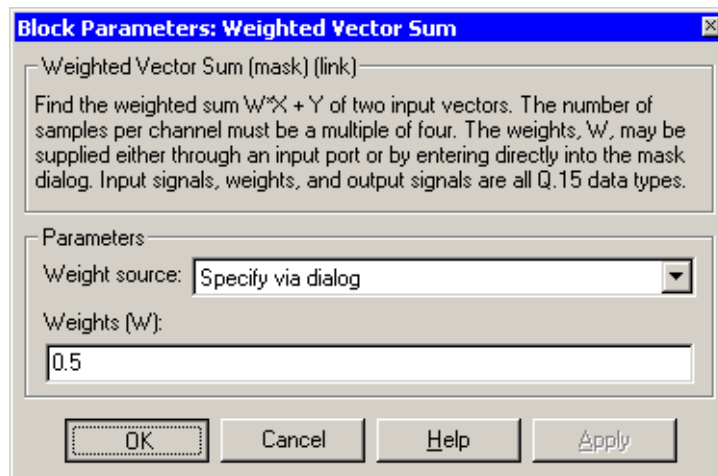 Block Parameters: Weighted Vector Sum
Weighted Vector Sum (mask) (link)
Find the weighted sum W*X + Y of two input vectors. The number of
samples per channel must be a multiple of four. The weights, W, may be
supplied either through an input port or by entering directly into the mask
dialog. Input signals, weights, and output signals are all Q.15 data types.
Parameters
Weight source: Specify via dialog
Weights (W):
0.5
OK Cancel Help Apply